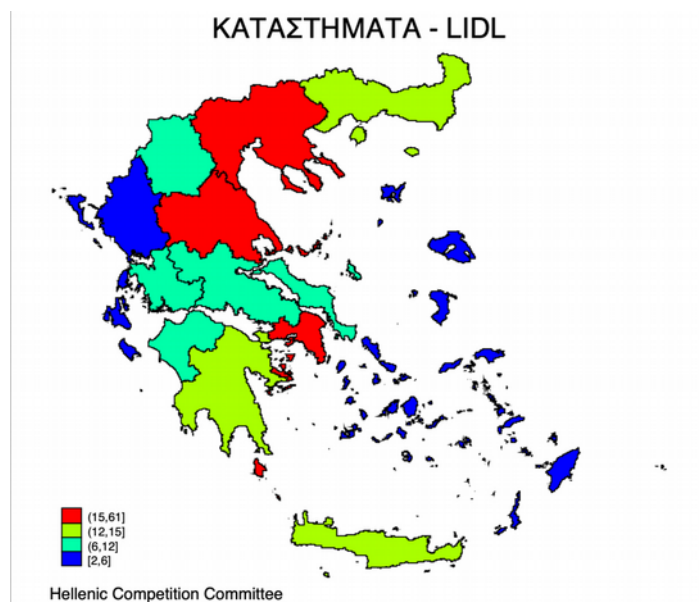 ΚΑΤΑΣΤΗΜΑΤΑ - LIDL
(15,61]
(12,15]
(6,12]
[2,6]
Hellenic Competition Committee